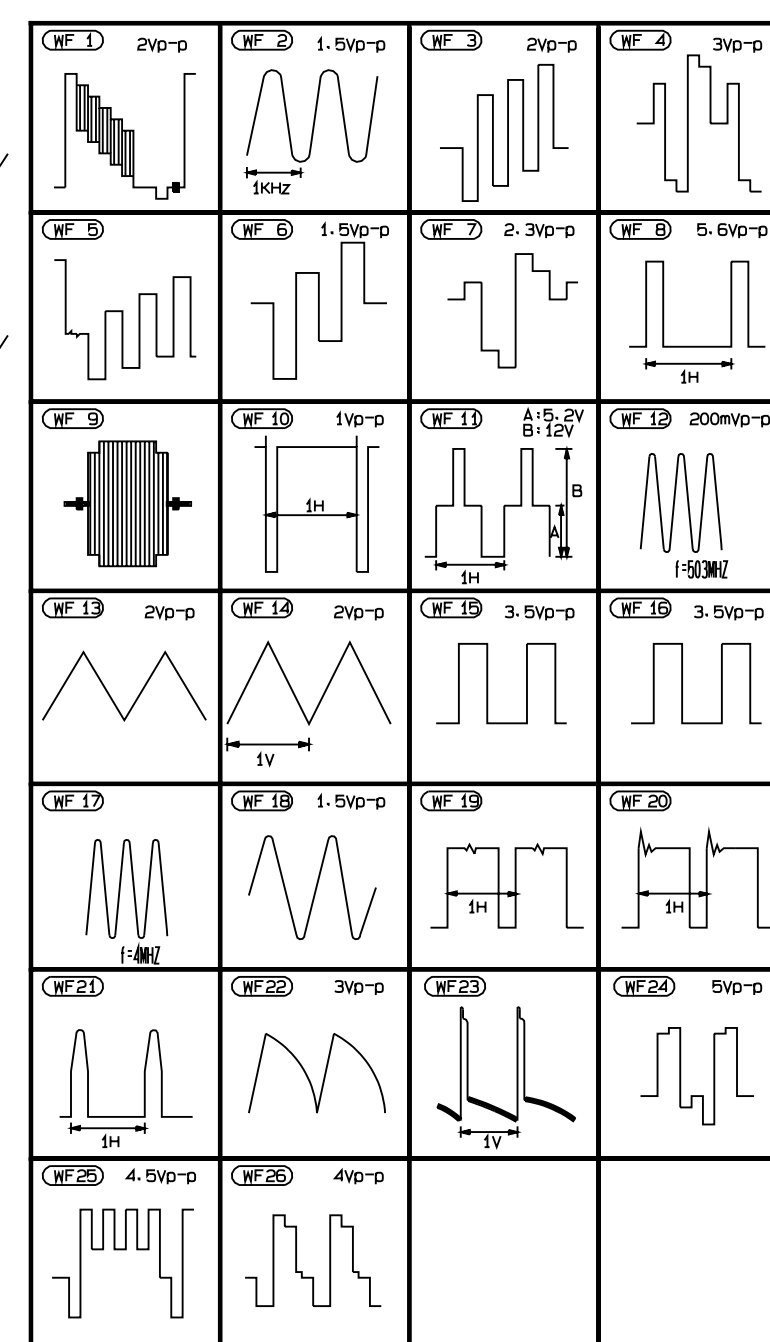 WF 1 2Vp-p
WF 2 1.5Vp-p
1KHz
WF 3 2Vp-p
WF 4 3Vp-p
WF 5
WF 6 1.5Vp-p
WF 7 2.3Vp-p
WF 8 5.6Vp-p
1H
WF 9
WF 10 1Vp-p
1H
WF 11 A:5.2V
B:12V
B
A
1H
WF 12 200mVp-p
f=503MHZ
WF 13 2Vp-p
WF 14 2Vp-p
1V
WF 15 3.5Vp-p
WF 16 3.5Vp-p
WF 17
f=4MHZ
WF 18 1.5Vp-p
WF 19
1H
WF 20
1H
WF21
1H
WF22 3Vp-p
WF23
1V
WF24 5Vp-p
WF25 4.5Vp-p
WF26 4Vp-p